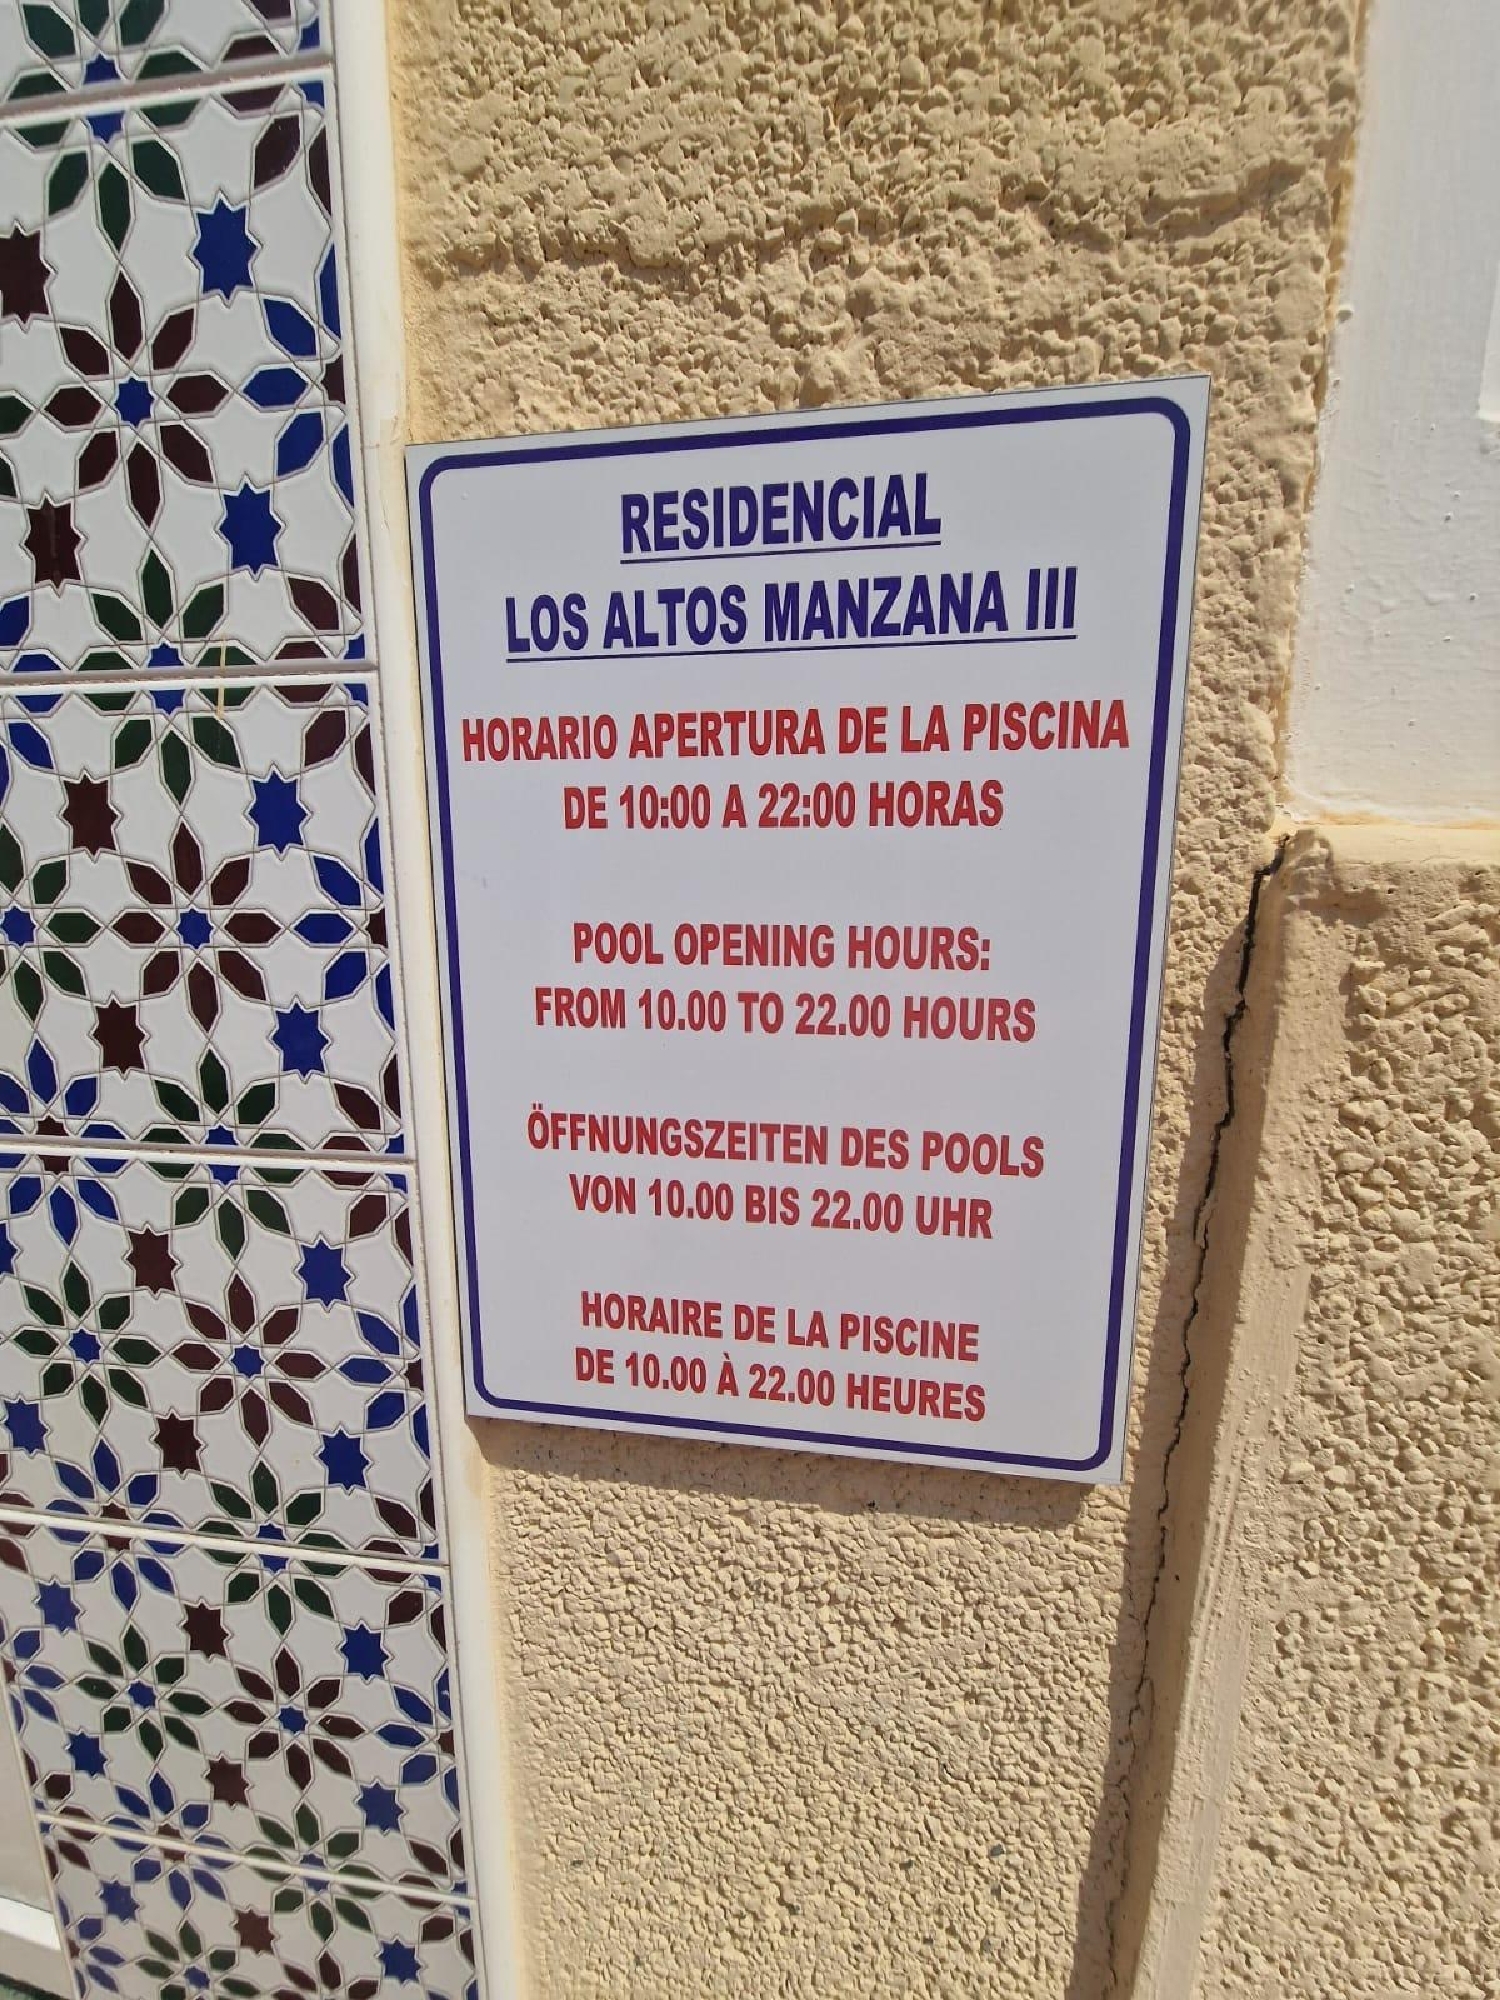 RESIDENCIAL
LOS ALTOS MANZANA III
HORARIO APERTURA DE LA PISCINA
DE 10:00 A 22:00 HORAS
POOL OPENING HOURS:
FROM 10.00 TO 22.00 HOURS
ÖFFNUNGSZEITEN DES POOLS
VON 10.00 BIS 22.00 UHR
HORAIRE DE LA PISCINE
DE 10.00 À 22.00 HEURES